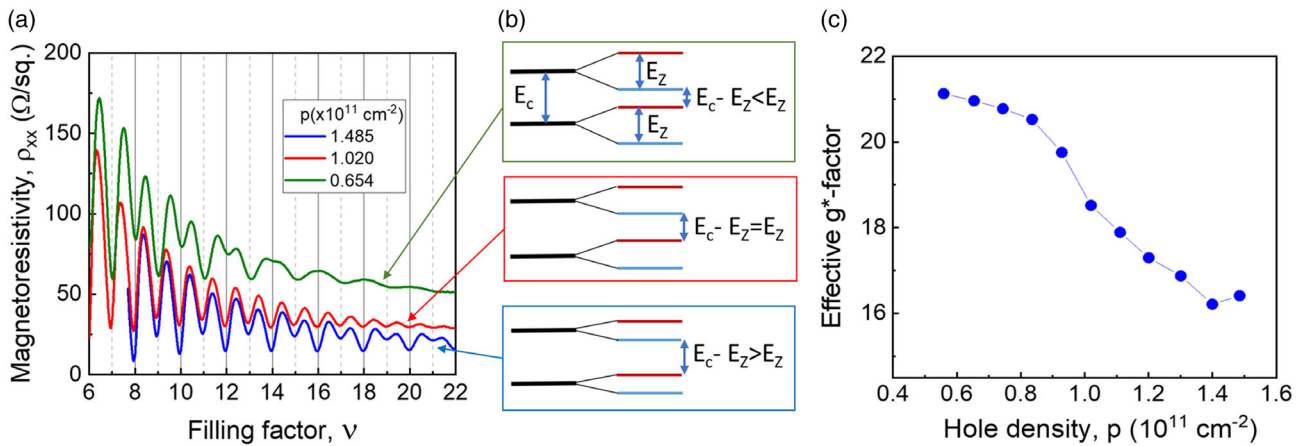 (a)
Magnetoresistivity, ρxx (Ω/sq.)
200
150
100
50
0
p(x10¹¹ cm⁻²)
1.485
1.020
0.654
6 8 10 12 14 16 18 20 22
Filling factor, ν
(b)
Ec
EZ
Ec- EZ<EZ
EZ
Ec- EZ=EZ
Ec- EZ>EZ
(c)
Effective g*-factor
22
20
18
16
14
0.4 0.6 0.8 1.0 1.2 1.4 1.6
Hole density, p (10¹¹ cm⁻²)